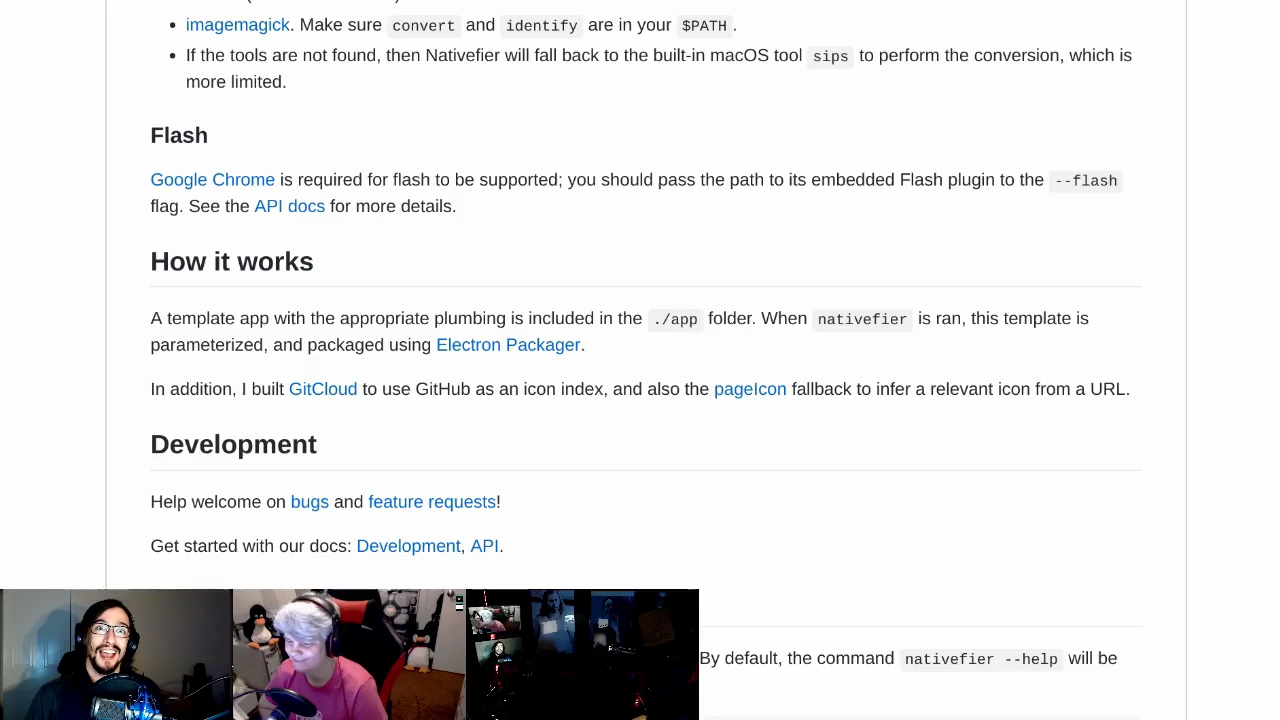 imagemagick. Make sure convert and identify are in your $PATH.
If the tools are not found, then Nativefier will fall back to the built-in macOS tool sips to perform the conversion, which is
more limited.
Flash
Google Chrome is required for flash to be supported; you should pass the path to its embedded Flash plugin to the --flash
flag. See the API docs for more details.
How it works
A template app with the appropriate plumbing is included in the ./app folder. When nativefier is ran, this template is
parameterized, and packaged using Electron Packager.
In addition, I built GitCloud to use GitHub as an icon index, and also the pageIcon fallback to infer a relevant icon from a URL.
Development
Help welcome on bugs and feature requests!
Get started with our docs: Development, API.
By default, the command nativefier --help will be